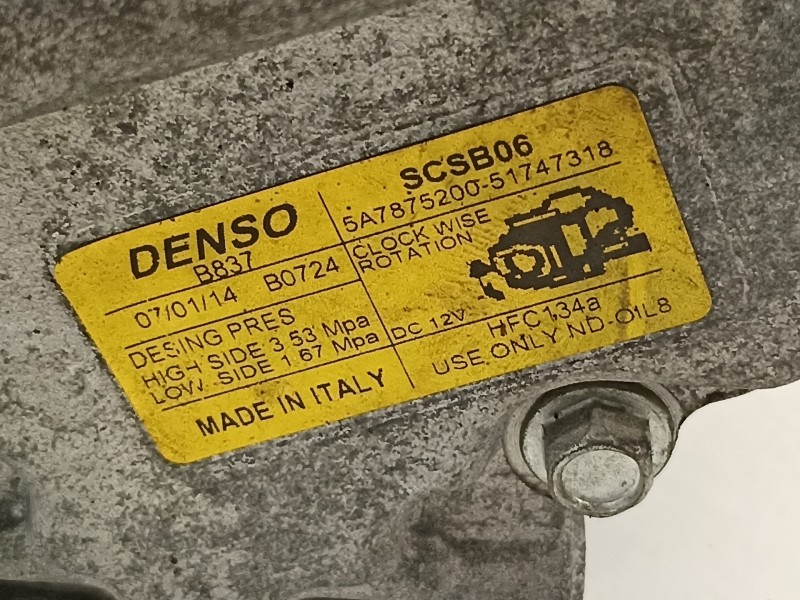 DENSO
B837
07/01/14 B0724
DESING PRES
HIGH SIDE 3.53 Mpa
LOW SIDE 1.67 Mpa
MADE IN ITALY
SCSB06
5A7875200-51747318
CLOCK WISE
ROTATION
DC 12V
HFC134a
USE ONLY ND-OIL8